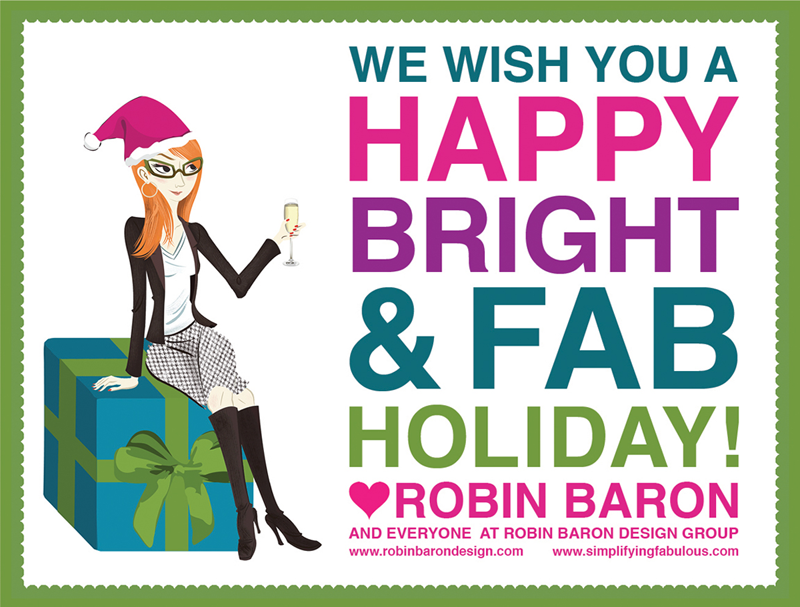 WE WISH YOU A
HAPPY
BRIGHT
& FAB
HOLIDAY!
♥ROBIN BARON
AND EVERYONE AT ROBIN BARON DESIGN GROUP
www.robinbarondesign.com www.simplifyingfabulous.com